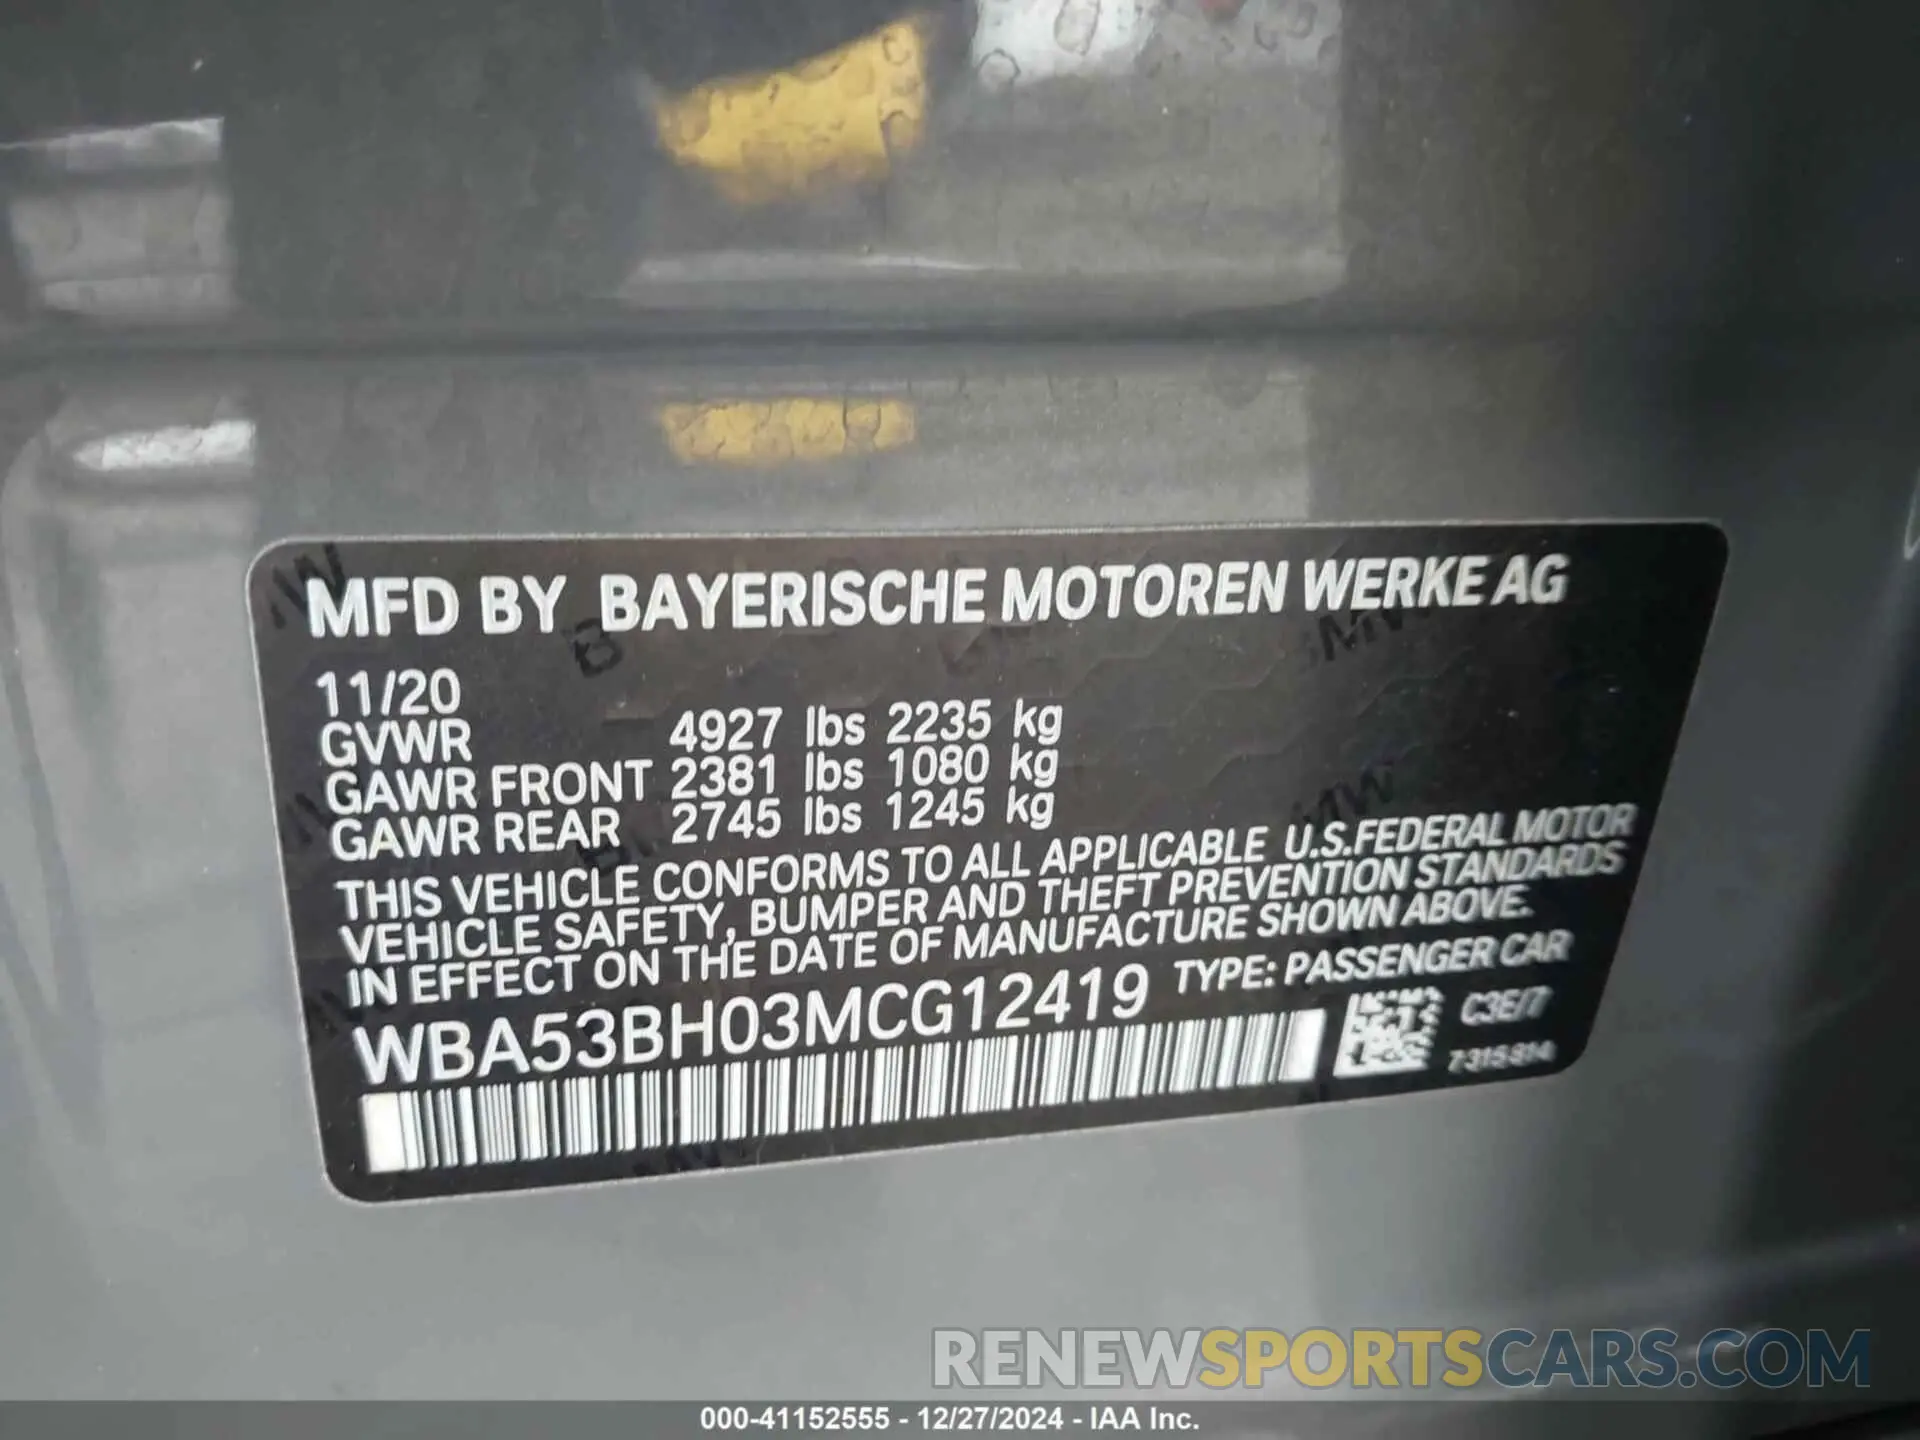 MFD BY BAYERISCHE MOTOREN WERKE AG
11/20
GVWR 4927 lbs 2235 kg
GAWR FRONT 2381 lbs 1080 kg
GAWR REAR 2745 lbs 1245 kg
THIS VEHICLE CONFORMS TO ALL APPLICABLE U.S.FEDERAL MOTOR
VEHICLE SAFETY, BUMPER AND THEFT PREVENTION STANDARDS
IN EFFECT ON THE DATE OF MANUFACTURE SHOWN ABOVE.
WBA53BH03MCG12419 TYPE: PASSENGER CAR
C3E/7
7315814
RENEWSPORTSCARS.COM
000-41152555 - 12/27/2024 - IAA Inc.